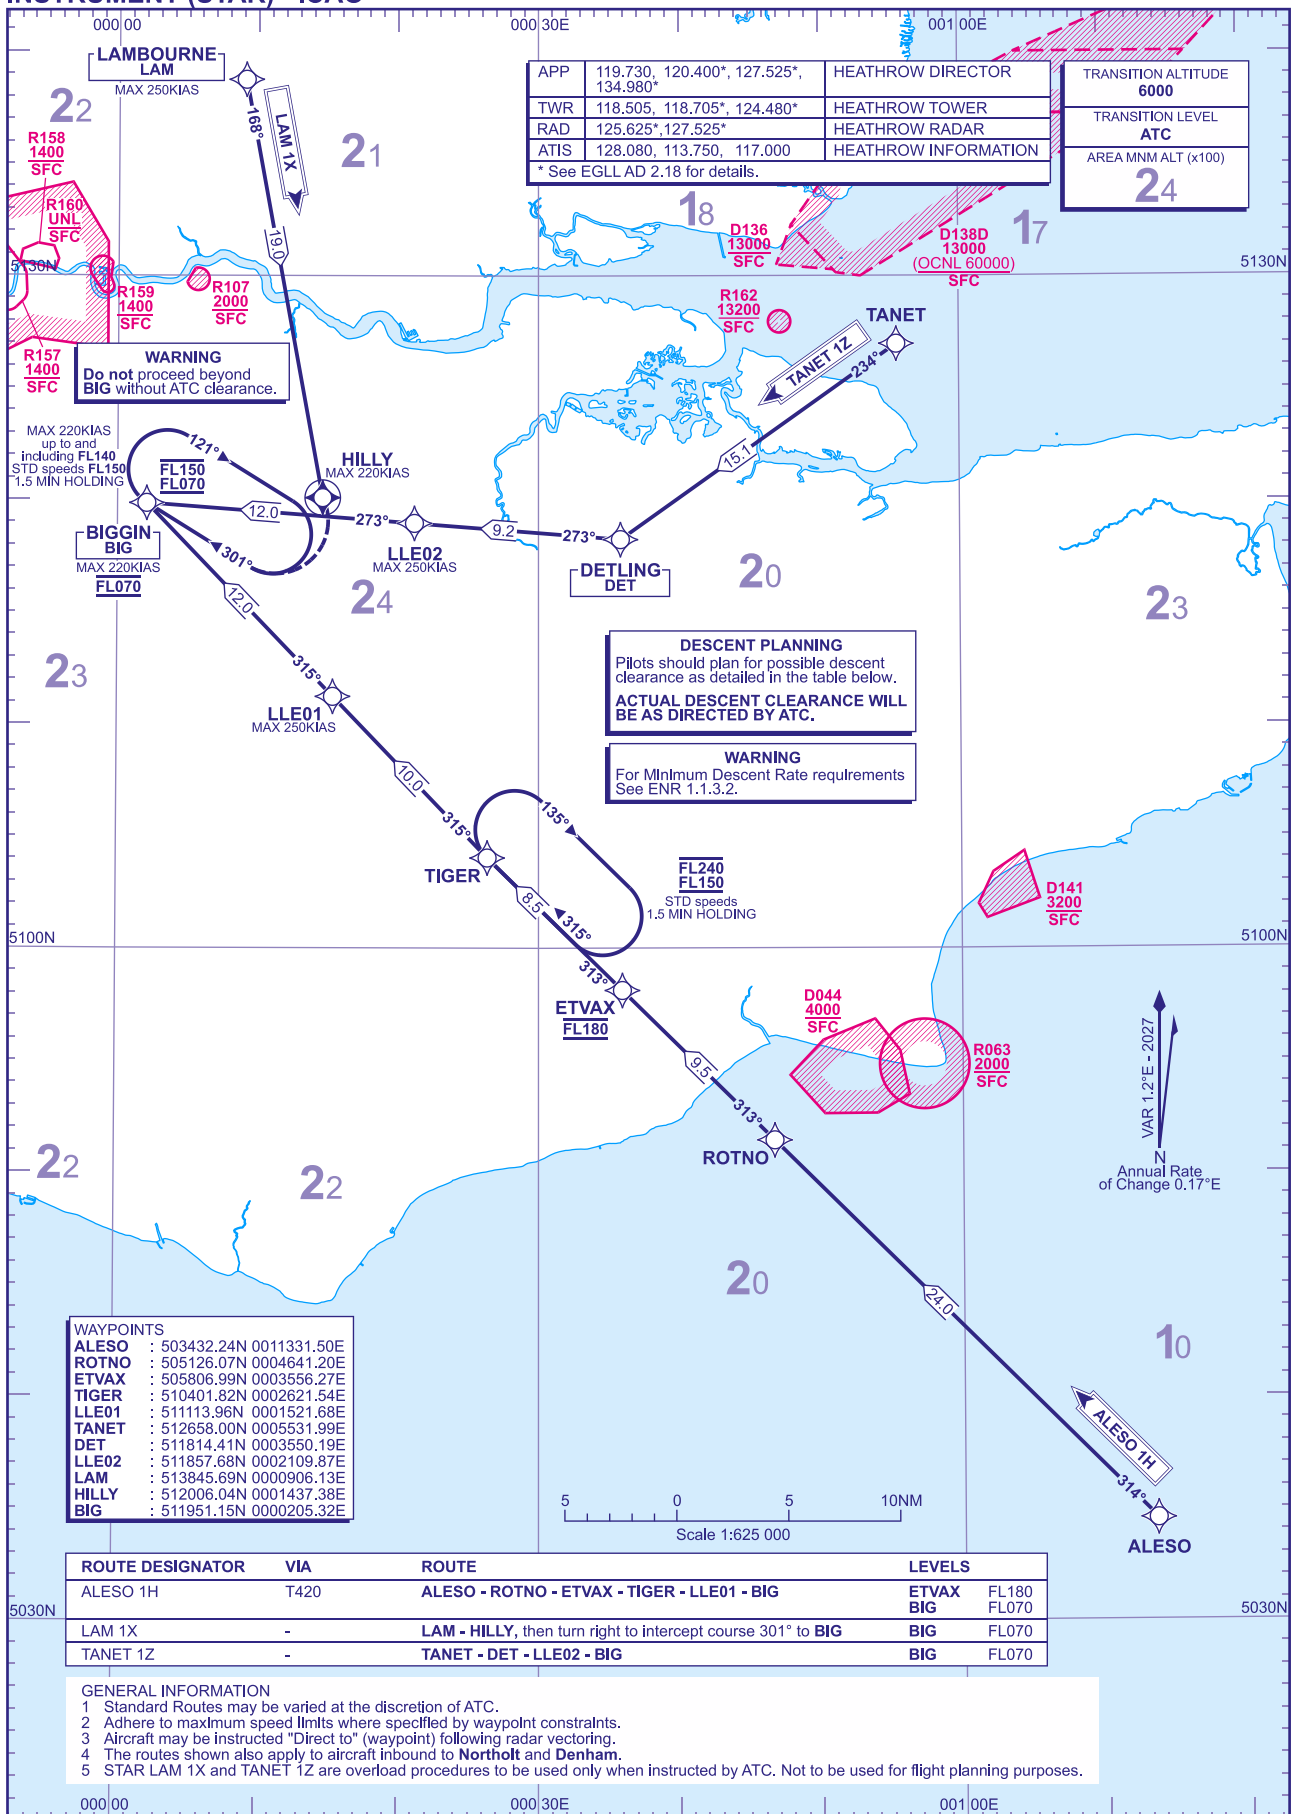 000 00
000 30E
001 00E
LAMBOURNE
LAM
MAX 250KIAS
APP 119.730, 120.400*, 127.525*, 134.980* HEATHROW DIRECTOR
TWR 118.505, 118.705*, 124.480* HEATHROW TOWER
RAD 125.625*,127.525* HEATHROW RADAR
ATIS 128.080, 113.750, 117.000 HEATHROW INFORMATION
* See EGLL AD 2.18 for details.
TRANSITION ALTITUDE
6000
TRANSITION LEVEL
ATC
AREA MNM ALT (x100)
24
22
21
168°
LAM 1X
19.0
R158
1400
SFC
R160
UNL
SFC
18
17
D136
13000
SFC
D138D
13000
(OCNL 60000)
SFC
5130N
5130N
R159
1400
SFC
R107
2000
SFC
R162
13200
SFC
TANET
TANET 1Z
234°
15.1
R157
1400
SFC
WARNING
Do not proceed beyond
BIG without ATC clearance.
MAX 220KIAS
up to and
including FL140
STD speeds FL150
1.5 MIN HOLDING
121°
FL150
FL070
HILLY
MAX 220KIAS
12.0
273°
9.2
273°
BIGGIN
BIG
MAX 220KIAS
FL070
301°
LLE02
MAX 250KIAS
DETLING
DET
20
24
23
23
12.0
315°
LLE01
MAX 250KIAS
DESCENT PLANNING
Pilots should plan for possible descent
clearance as detailed in the table below.
ACTUAL DESCENT CLEARANCE WILL
BE AS DIRECTED BY ATC.
WARNING
For Minimum Descent Rate requirements
See ENR 1.1.3.2.
10.0
315°
135°
TIGER
FL240
FL150
STD speeds
1.5 MIN HOLDING
8.5
315°
D141
3200
SFC
5100N
5100N
313°
ETVAX
FL180
D044
4000
SFC
R063
2000
SFC
9.5
313°
ROTNO
VAR 1.2°E - 2027
N
Annual Rate
of Change 0.17°E
22
22
20
24.0
10
ALESO 1H
314°
ALESO
WAYPOINTS
ALESO : 503432.24N 0011331.50E
ROTNO : 505126.07N 0004641.20E
ETVAX : 505806.99N 0003556.27E
TIGER : 510401.82N 0002621.54E
LLE01 : 511113.96N 0001521.68E
TANET : 512658.00N 0005531.99E
DET : 511814.41N 0003550.19E
LLE02 : 511857.68N 0002109.87E
LAM : 513845.69N 0000906.13E
HILLY : 512006.04N 0001437.38E
BIG : 511951.15N 0000205.32E
5 0 5 10NM
Scale 1:625 000
ROUTE DESIGNATOR VIA ROUTE LEVELS
ALESO 1H T420 ALESO - ROTNO - ETVAX - TIGER - LLE01 - BIG ETVAX FL180
BIG FL070
LAM 1X - LAM - HILLY, then turn right to intercept course 301° to BIG BIG FL070
TANET 1Z - TANET - DET - LLE02 - BIG BIG FL070
5030N
5030N
GENERAL INFORMATION
1 Standard Routes may be varied at the discretion of ATC.
2 Adhere to maximum speed limits where specified by waypoint constraints.
3 Aircraft may be instructed "Direct to" (waypoint) following radar vectoring.
4 The routes shown also apply to aircraft inbound to Northolt and Denham.
5 STAR LAM 1X and TANET 1Z are overload procedures to be used only when instructed by ATC. Not to be used for flight planning purposes.
000 00
000 30E
001 00E